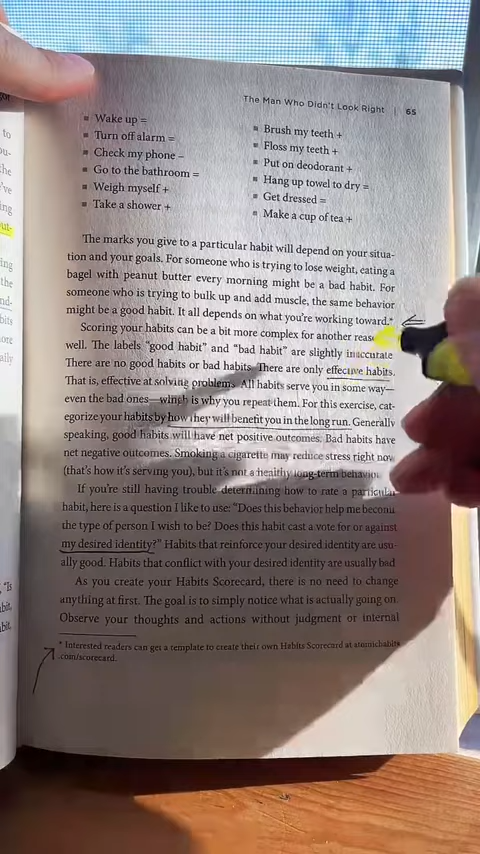 The Man Who Didn't Look Right | 65
▪ Wake up =
▪ Turn off alarm =
▪ Check my phone –
▪ Go to the bathroom =
▪ Weigh myself +
▪ Take a shower +
▪ Brush my teeth +
▪ Floss my teeth +
▪ Put on deodorant +
▪ Hang up towel to dry =
▪ Get dressed =
▪ Make a cup of tea +
The marks you give to a particular habit will depend on your situa-
tion and your goals. For someone who is trying to lose weight, eating a
bagel with peanut butter every morning might be a bad habit. For
someone who is trying to bulk up and add muscle, the same behavior
might be a good habit. It all depends on what you're working toward.*
Scoring your habits can be a bit more complex for another
well. The labels “good habit” and “bad habit” are slightly inaccurate
There are no good habits or bad habits. There are only effective habits.
That is, effective at solving problems. All habits serve you in some way—
even the bad ones—which is why you repeat them. For this exercise, cat-
egorize your habits by how they will benefit you in the long run. Generally
speaking, good habits will have net positive outcomes. Bad habits have
net negative outcomes. Smoking a cigarette may reduce stress right now
(that's how it's serving you), but it's not a healthy long-term
If you're still having trouble determining how to rate a particular
habit, here is a question I like to use: “Does this behavior help me become
the type of person I wish to be? Does this habit cast a vote for or against
my desired identity?” Habits that reinforce your desired identity are usu-
ally good. Habits that conflict with your desired identity are usually bad
As you create your Habits Scorecard, there is no need to change
anything at first. The goal is to simply notice what is actually going on.
Observe your thoughts and actions without judgment or internal
* Interested readers can get a template to create their own Habits Scorecard at atomichabits
.com/scorecard.